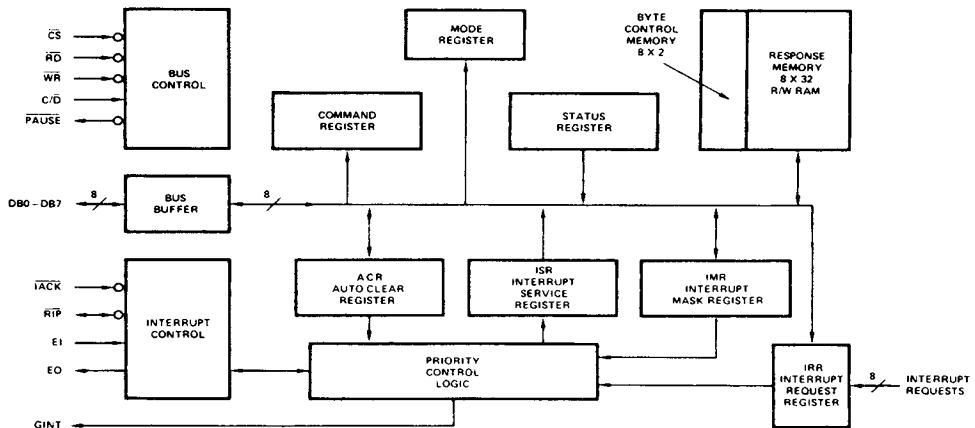 CS
RD
WR
C/D
PAUSE
BUS
CONTROL
MODE
REGISTER
COMMAND
REGISTER
STATUS
REGISTER
BYTE
CONTROL
MEMORY
8 X 2
RESPONSE
MEMORY
8 X 32
R/W RAM
DB0 – DB7
8
BUS
BUFFER
8
IACK
RIP
EI
EO
INTERRUPT
CONTROL
ACR
AUTO CLEAR
REGISTER
ISR
INTERRUPT
SERVICE
REGISTER
IMR
INTERRUPT
MASK REGISTER
PRIORITY
CONTROL
LOGIC
IRR
INTERRUPT
REQUEST
REGISTER
8
INTERRUPT
REQUESTS
GINT